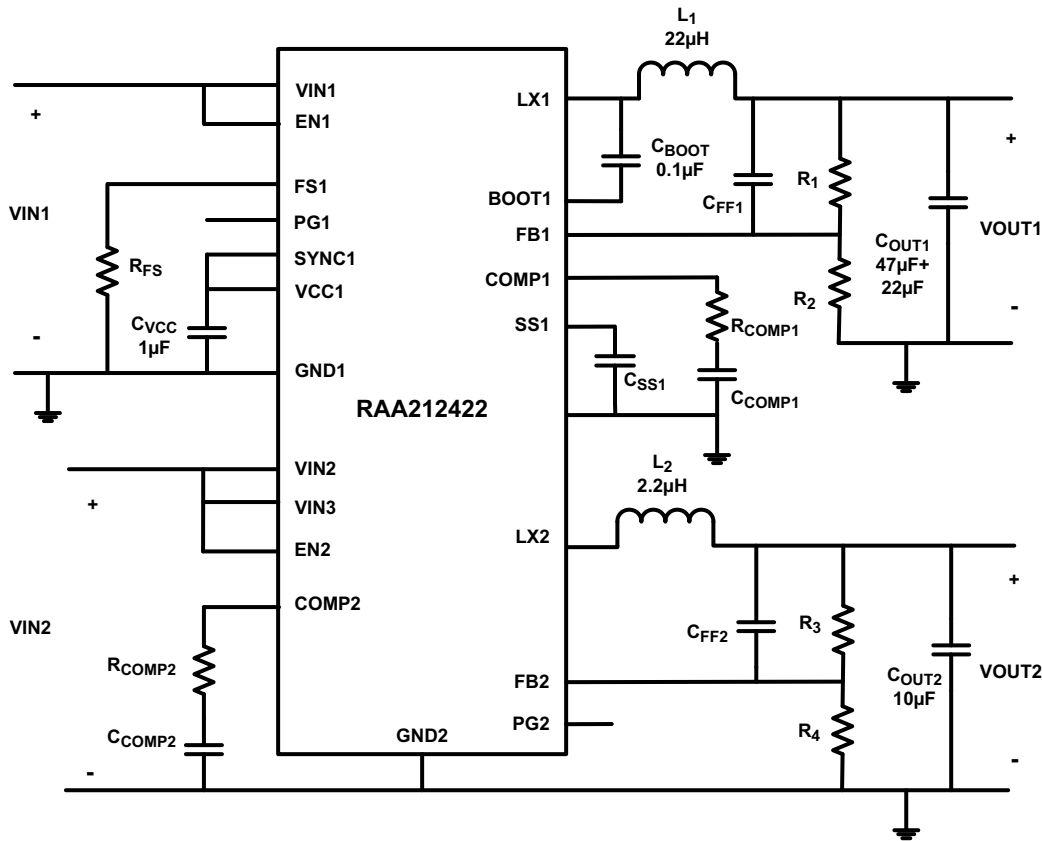 L1
22µH
VIN1
LX1
+
EN1
CBOOT
0.1µF
+
FS1
R1
BOOT1
CFF1
VIN1
PG1
VOUT1
FB1
COUT1
47µF+
22µF
SYNC1
RFS
COMP1
VCC1
R2
SS1
RCOMP1
CVCC
1µF
-
-
GND1
CSS1
CCOMP1
RAA212422
L2
2.2µH
VIN2
+
VIN3
LX2
EN2
+
COMP2
R3
VIN2
CFF2
RCOMP2
COUT2
10µF
VOUT2
FB2
PG2
R4
CCOMP2
GND2
-
-